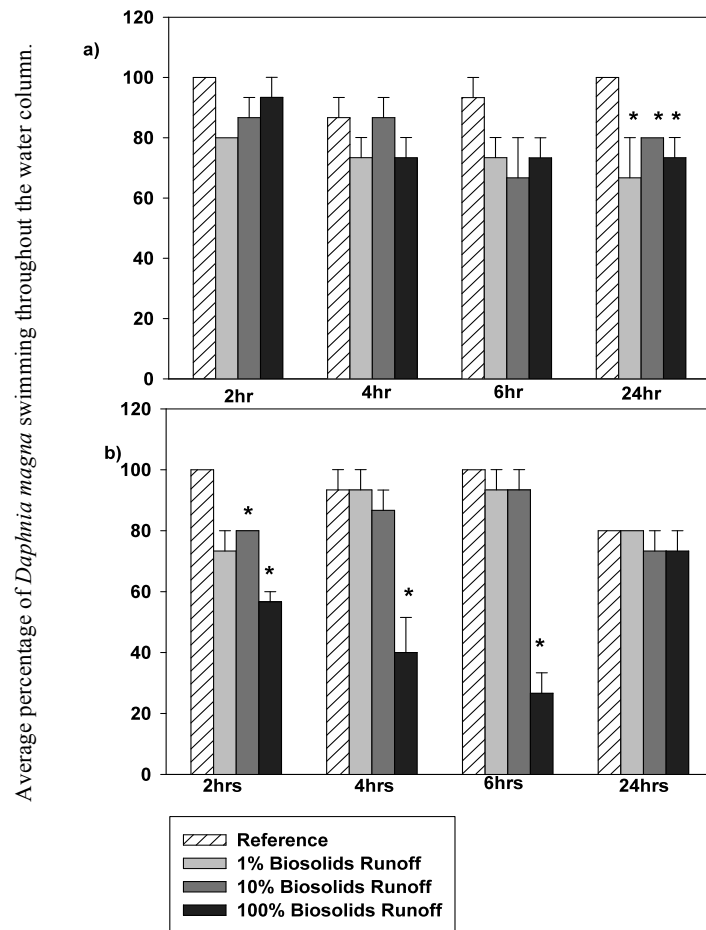 Average percentage of Daphnia magna swimming throughout the water column.
a)
120
100
80
60
40
20
0
* * *
2hr 4hr 6hr 24hr
b)
120
100
80
60
40
20
0
*
*
*
*
2hrs 4hrs 6hrs 24hrs
Reference
1% Biosolids Runoff
10% Biosolids Runoff
100% Biosolids Runoff